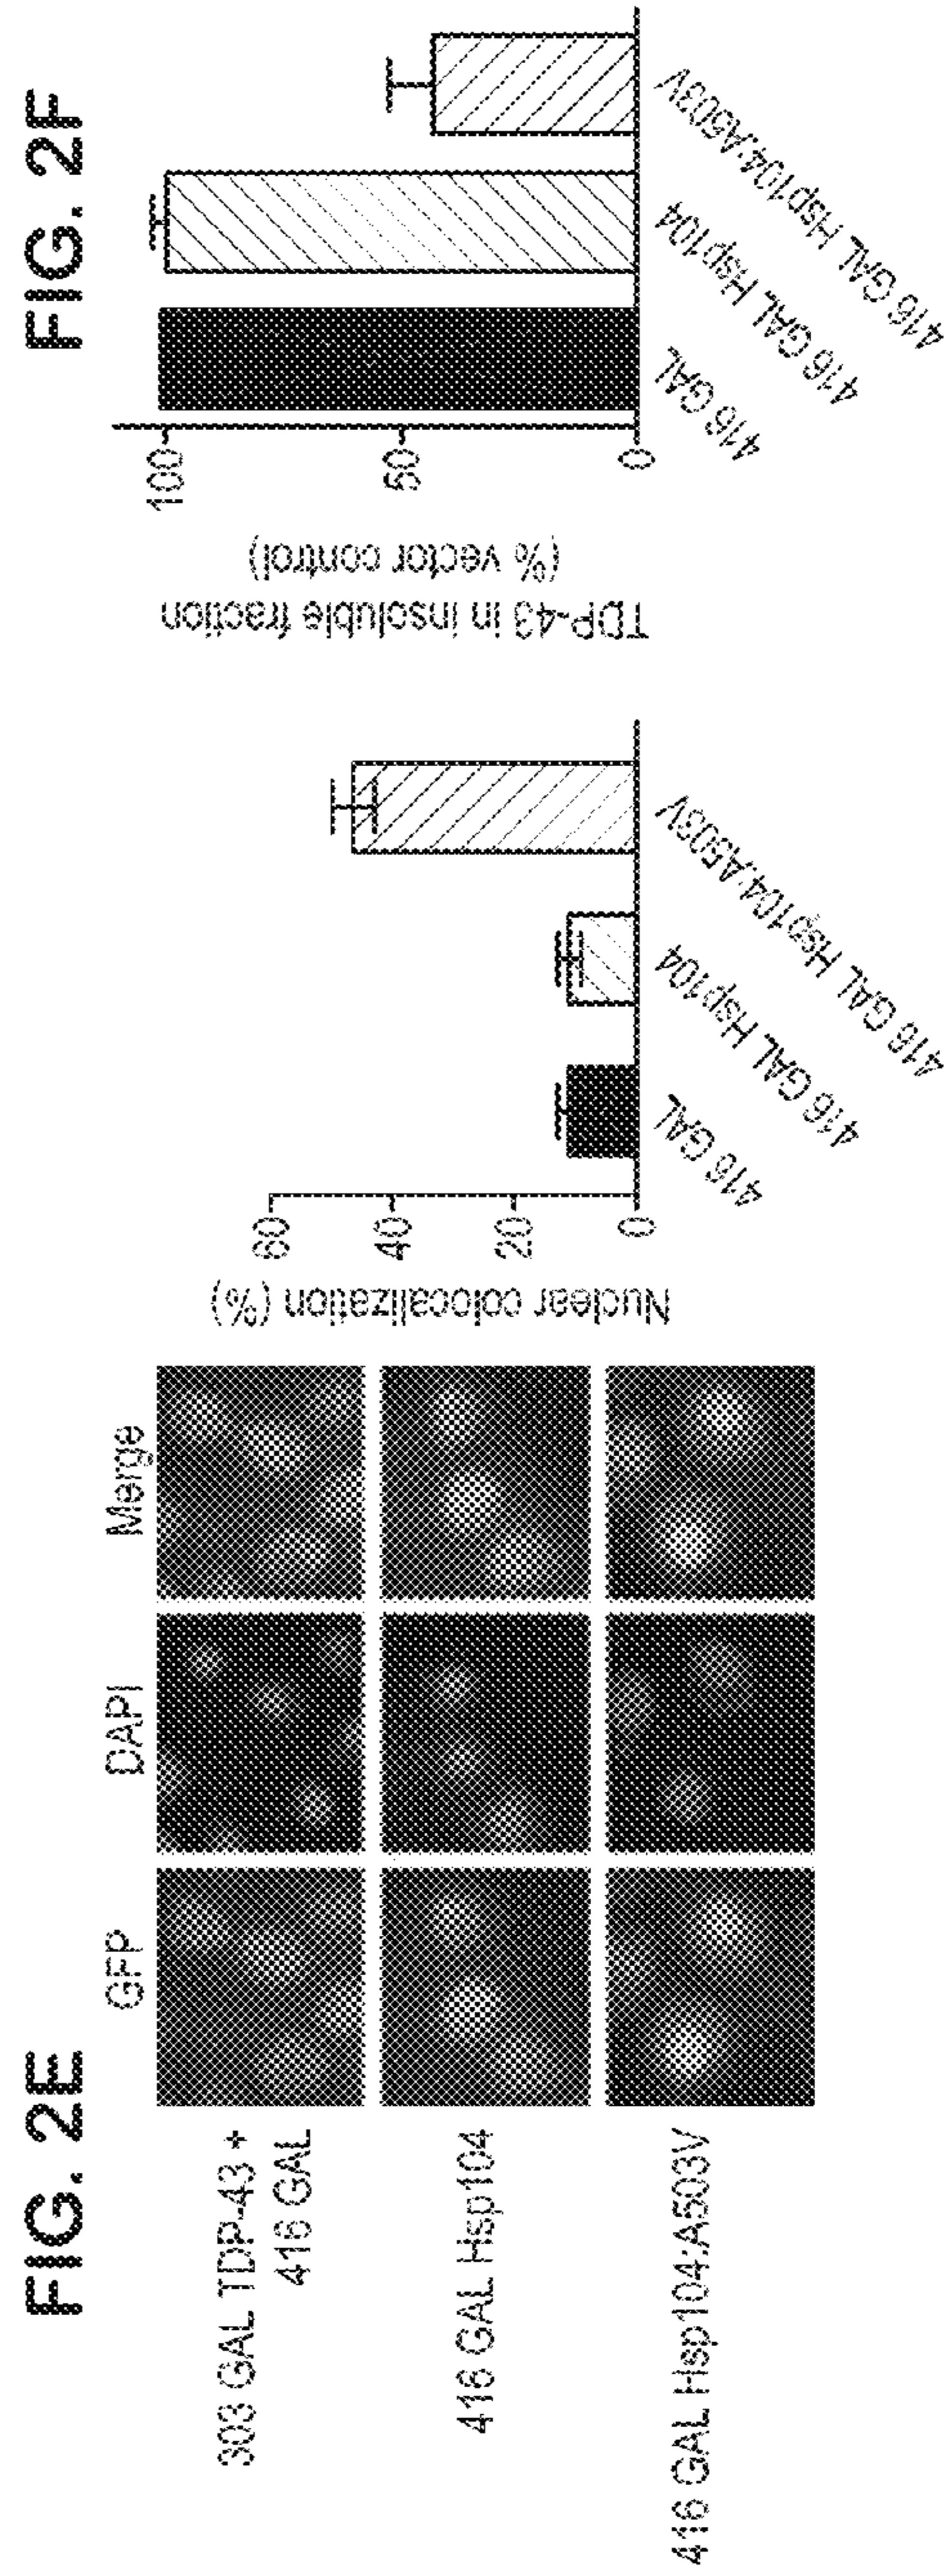 FIG. 2E
GFP
DAPI
Merge
303 GAL TDP-43 +
416 GAL
416 GAL Hsp104
416 GAL Hsp104:A503V
Nuclear colocalization (%)
60
40
20
0
416 GAL
416 GAL Hsp104
416 GAL Hsp104:A503V
FIG. 2F
TDP-43 in insoluble fraction
(% vector control)
100
50
0
416 GAL
416 GAL Hsp104
416 GAL Hsp104:A503V